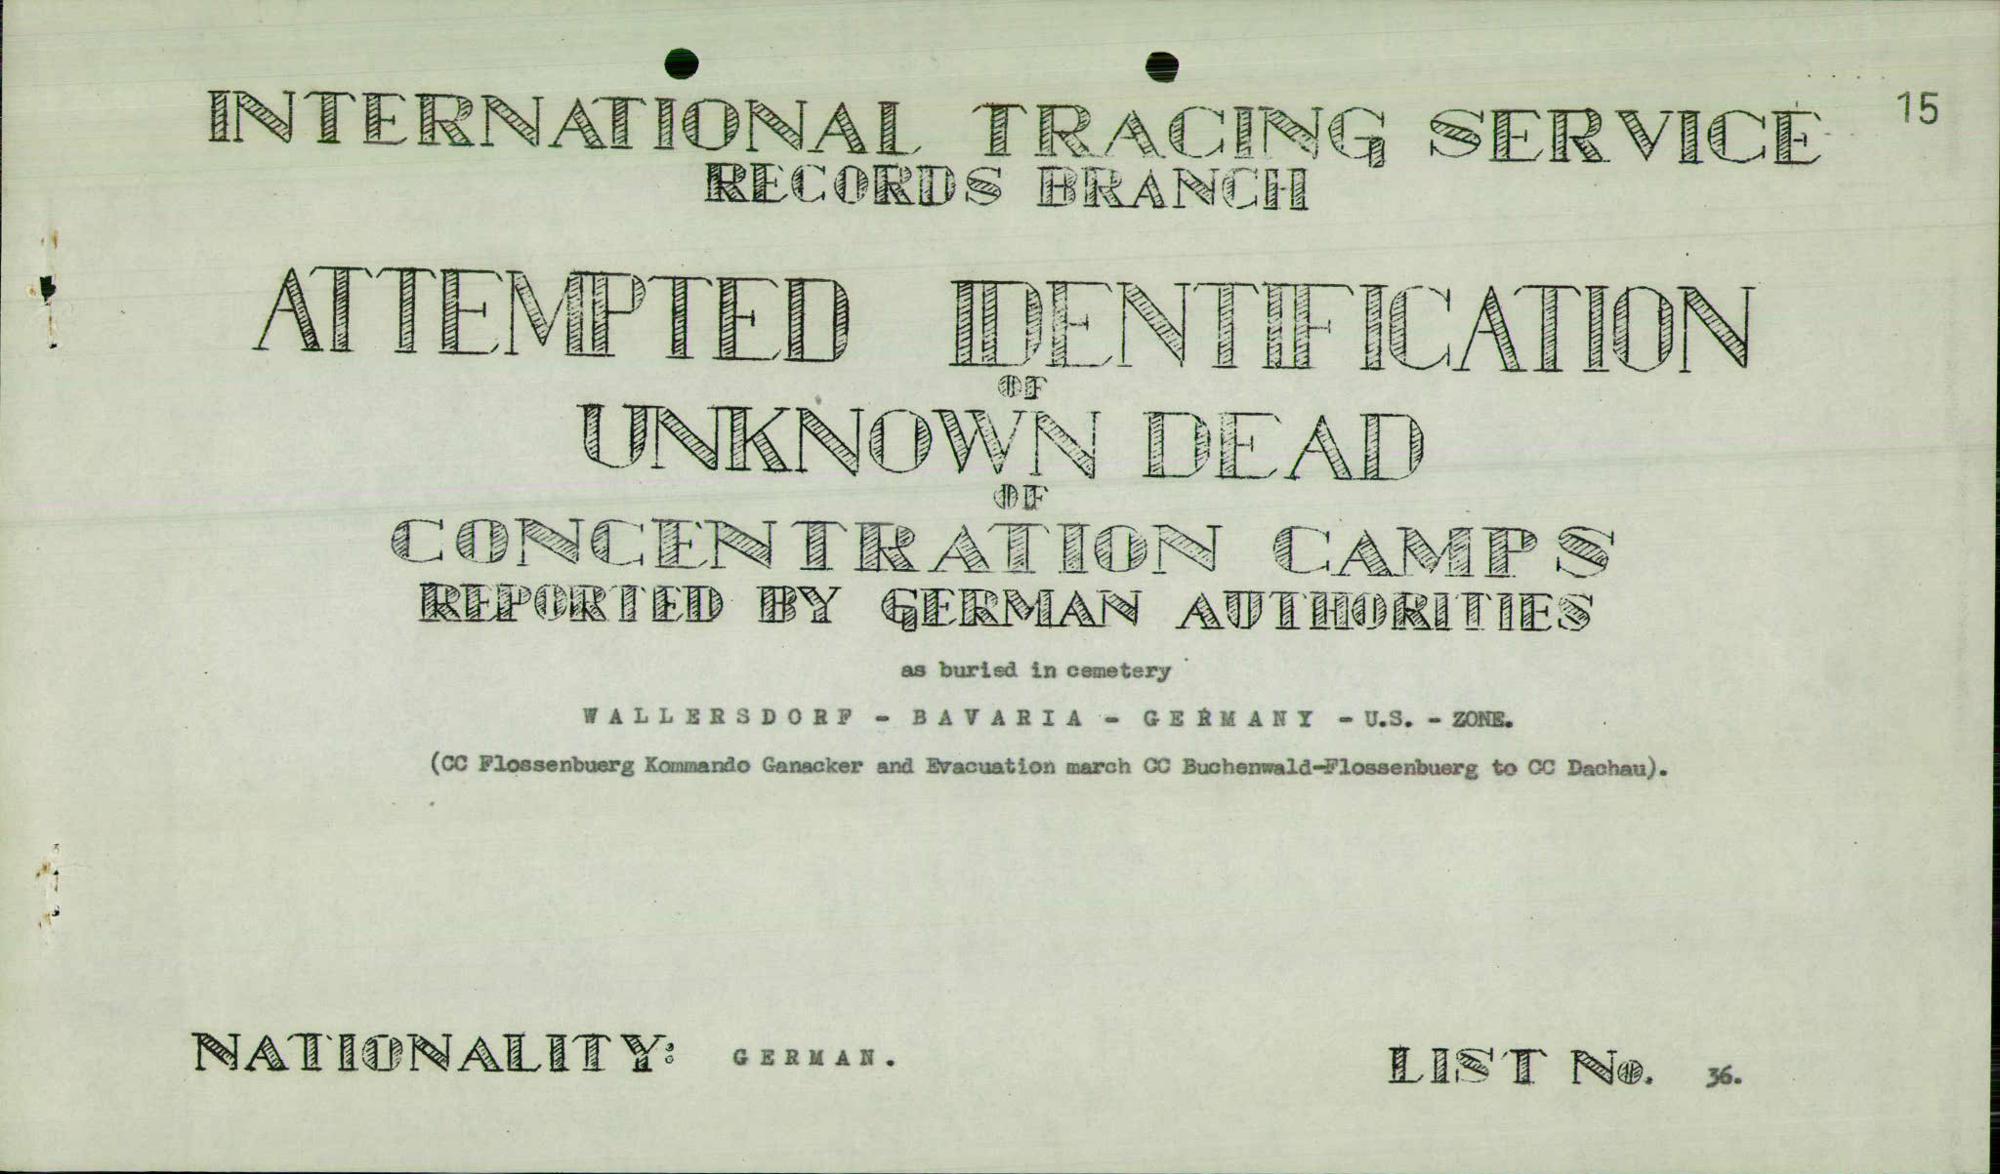 15
INTERNATIONAL TRACING SERVICE
RECORDS BRANCH
ATTEMPTED IDENTIFICATION
OF
UNKNOWN DEAD
OF
CONCENTRATION CAMPS
REPORTED BY GERMAN AUTHORITIES
as buried in cemetery
WALLERSDORF - BAVARIA - GERMANY - U.S. - ZONE.
(CC Flossenbuerg Kommando Ganacker and Evacuation march CC Buchenwald-Flossenbuerg to CC Dachau).
NATIONALITY: GERMAN.
LIST No. 36.